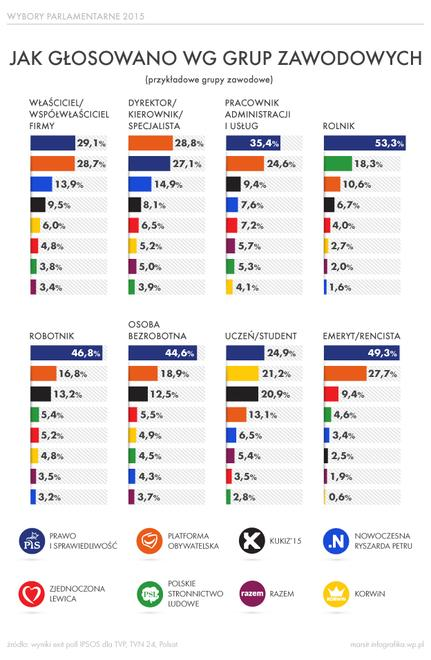 WYBORY PARLAMENTARNE 2015
JAK GŁOSOWANO WG GRUP ZAWODOWYCH
(przykładowe grupy zawodowe)
WŁAŚCICIEL/
WSPÓŁWŁAŚCICIEL
FIRMY
29,1%
28,7%
13,9%
9,5%
6,0%
4,8%
3,8%
3,4%
DYREKTOR/
KIEROWNIK/
SPECJALISTA
28,8%
27,1%
14,9%
8,1%
6,5%
5,2%
5,0%
3,9%
PRACOWNIK
ADMINISTRACJI
I USŁUG
35,4%
24,6%
9,4%
7,6%
7,2%
5,7%
5,3%
4,1%
ROLNIK
53,3%
18,3%
10,6%
6,7%
4,0%
2,7%
2,0%
1,6%
ROBOTNIK
46,8%
16,8%
13,2%
5,4%
5,2%
4,8%
3,5%
3,2%
OSOBA
BEZROBOTNA
44,6%
18,9%
12,5%
5,5%
4,9%
4,5%
4,3%
3,7%
UCZEŃ/STUDENT
24,9%
21,2%
20,9%
13,1%
6,5%
5,4%
3,5%
2,8%
EMERYT/RENCISTA
49,3%
27,7%
9,4%
4,6%
3,4%
2,5%
1,9%
0,6%
PiS
PRAWO
I SPRAWIEDLIWOŚĆ
PLATFORMA
OBYWATELSKA
K
KUKIZ'15
.N
NOWOCZESNA
RYSZARDA PETRU
ZJEDNOCZONA
LEWICA
PSL
POLSKIE
STRONNICTWO
LUDOWE
razem
RAZEM
KORWiN
KORWiN
źródło: wyniki exit poll IPSOS dla TVP, TVN 24, Polsat
marsit infografika.wp.pl